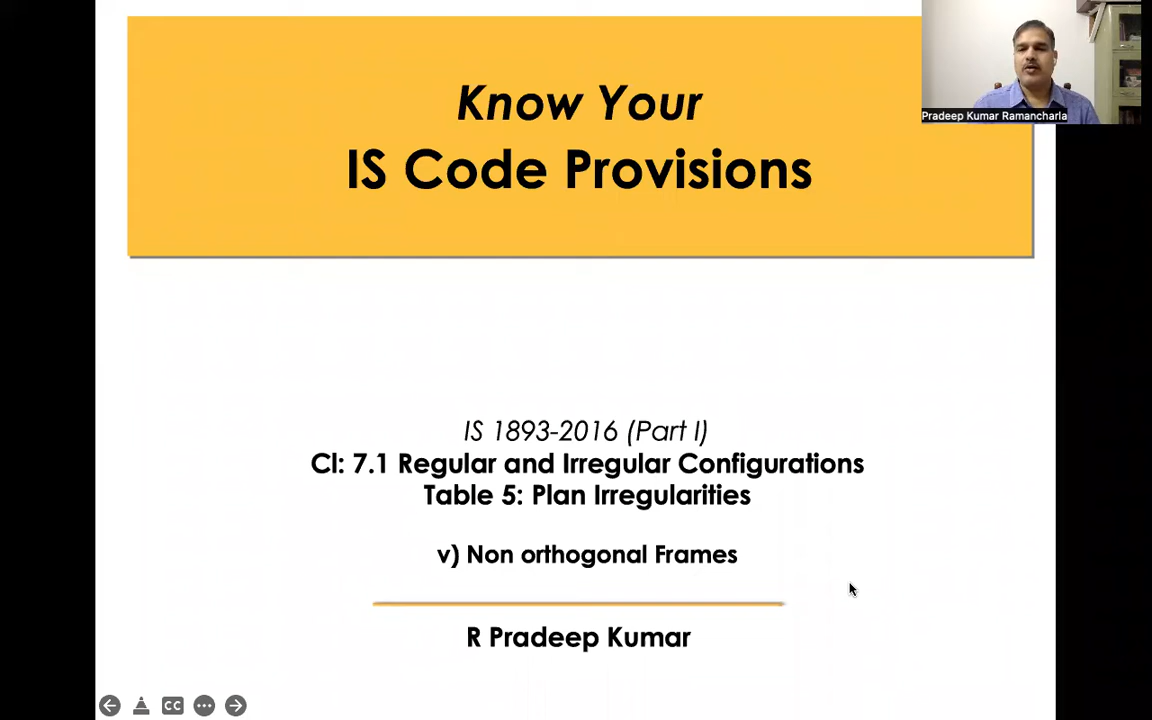 Know Your
IS Code Provisions
Pradeep Kumar Ramancharla
IS 1893-2016 (Part I)
Cl: 7.1 Regular and Irregular Configurations
Table 5: Plan Irregularities
v) Non orthogonal Frames
R Pradeep Kumar
CC